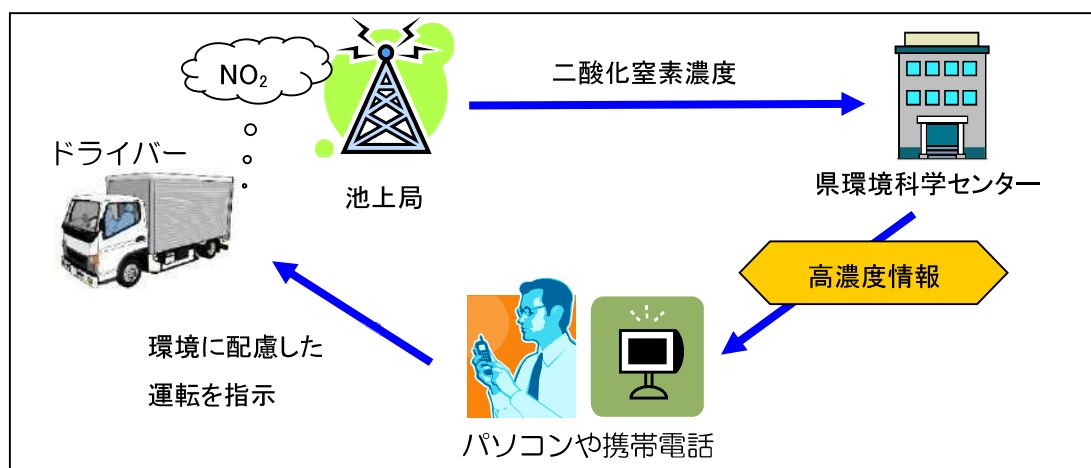 NO₂
二酸化窒素濃度
ドライバー
池上局
県環境科学センター
高濃度情報
環境に配慮した
運転を指示
パソコンや携帯電話